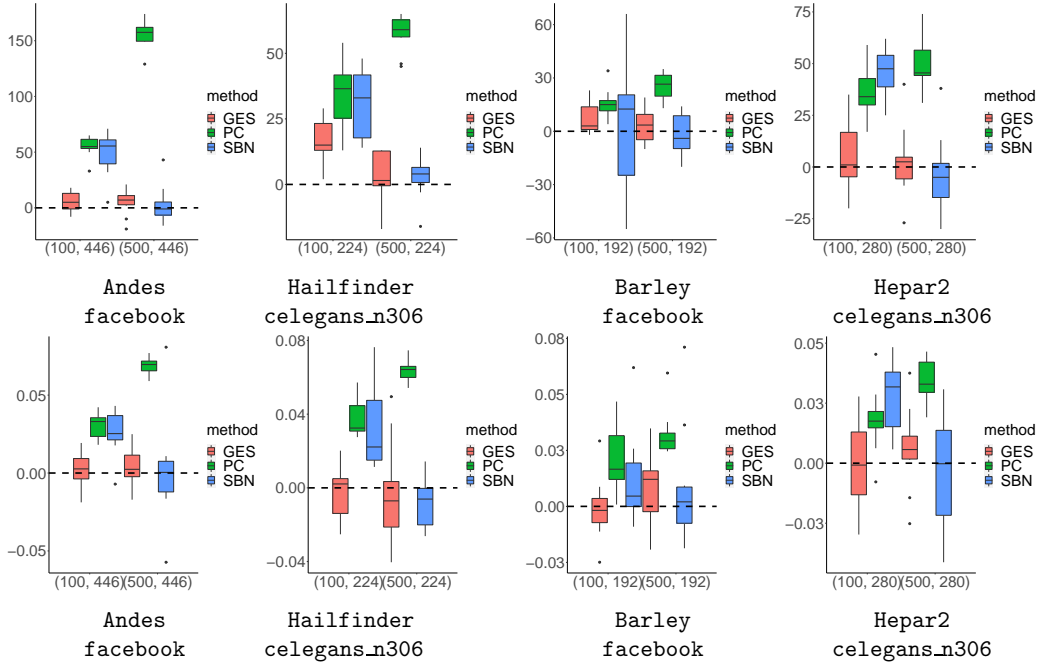 150
100
50
0
method
GES
PC
SBN
(100, 446) (500, 446)
Andes
facebook
50
25
0
method
GES
PC
SBN
(100, 224) (500, 224)
Hailfinder
celegans_n306
60
30
0
−30
−60
method
GES
PC
SBN
(100, 192) (500, 192)
Barley
facebook
75
50
25
0
−25
method
GES
PC
SBN
(100, 280) (500, 280)
Hepar2
celegans_n306
0.05
0.00
−0.05
method
GES
PC
SBN
(100, 446) (500, 446)
Andes
facebook
0.08
0.04
0.00
−0.04
method
GES
PC
SBN
(100, 224) (500, 224)
Hailfinder
celegans_n306
0.08
0.06
0.03
0.00
−0.03
method
GES
PC
SBN
(100, 192) (500, 192)
Barley
facebook
0.05
0.03
0.00
−0.03
method
GES
PC
SBN
(100, 280) (500, 280)
Hepar2
celegans_n306